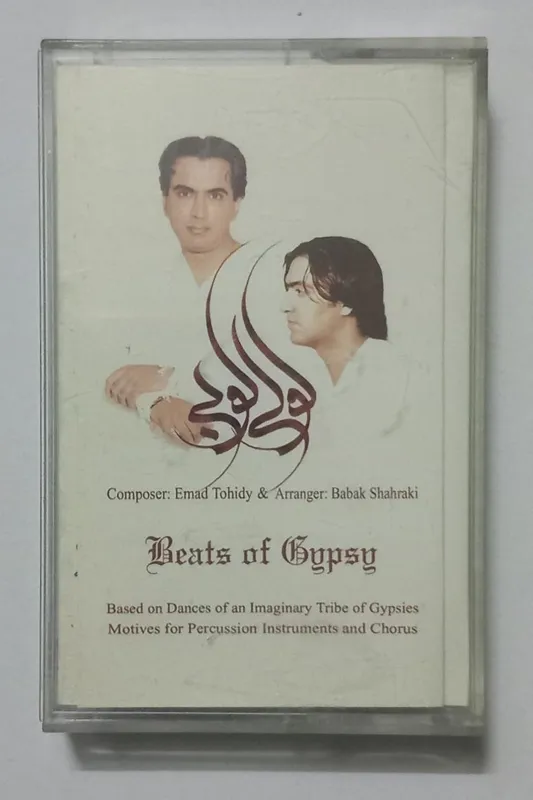 Composer: Emad Tohidy & Arranger: Babak Shahraki
Beats of Gypsy
Based on Dances of an Imaginary Tribe of Gypsies
Motives for Percussion Instruments and Chorus